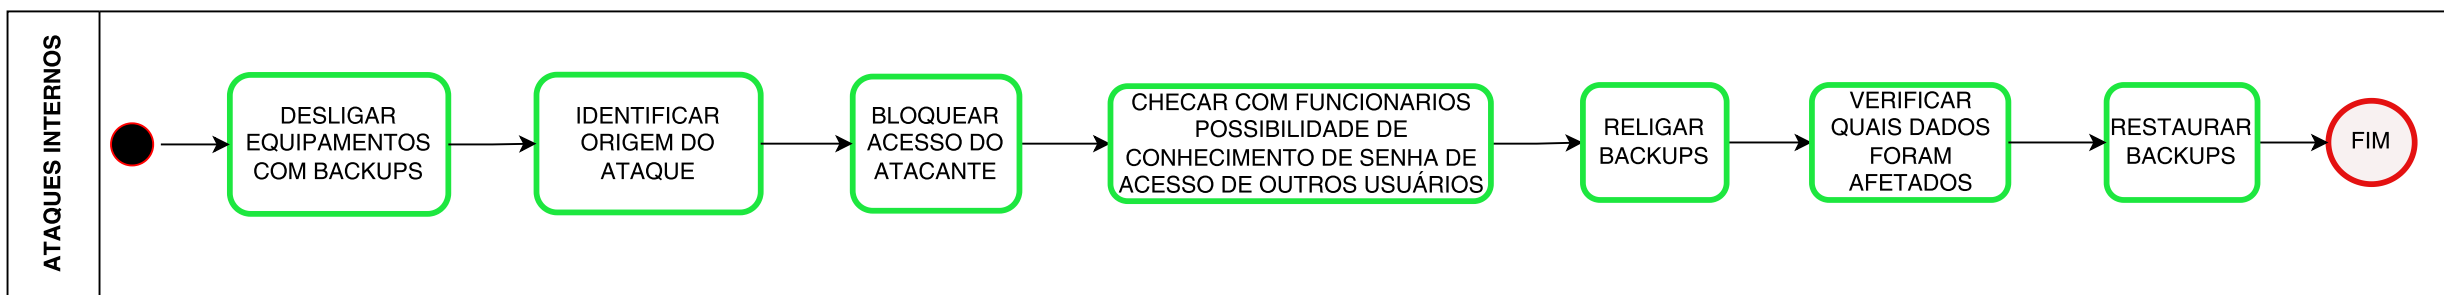 ATAQUES INTERNOS
DESLIGAR
EQUIPAMENTOS
COM BACKUPS
IDENTIFICAR
ORIGEM DO
ATAQUE
BLOQUEAR
ACESSO DO
ATACANTE
CHECAR COM FUNCIONARIOS
POSSIBILIDADE DE
CONHECIMENTO DE SENHA DE
ACESSO DE OUTROS USUÁRIOS
RELIGAR
BACKUPS
VERIFICAR
QUAIS DADOS
FORAM
AFETADOS
RESTAURAR
BACKUPS
FIM